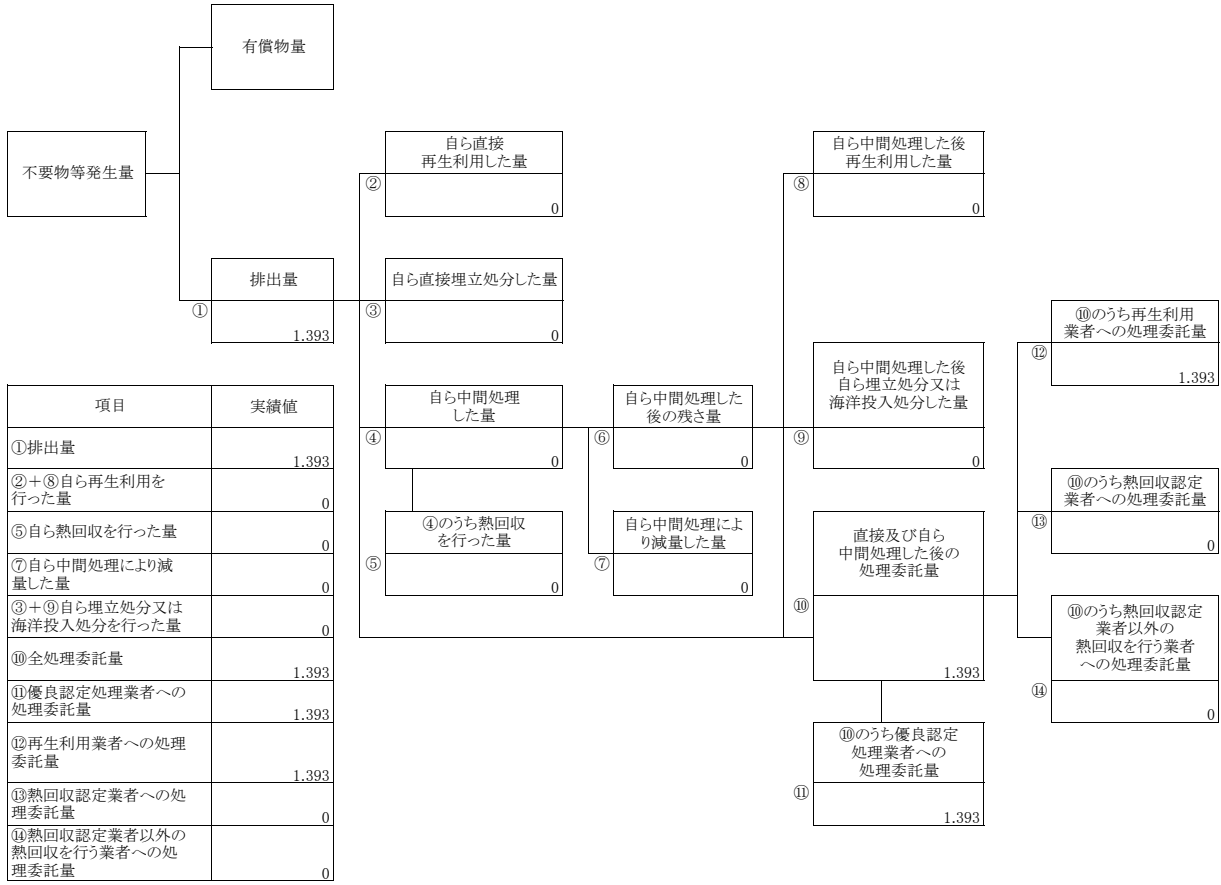 有償物量
不要物等発生量
自ら直接
再生利用した量
②
0
自ら中間処理した後
再生利用した量
⑧
0
排出量
①
1.393
自ら直接埋立処分した量
③
0
⑩のうち再生利用
業者への処理委託量
⑫
1.393
自ら中間処理
した量
④
0
自ら中間処理した
後の残さ量
⑥
0
自ら中間処理した後
自ら埋立処分又は
海洋投入処分した量
⑨
0
⑩のうち熱回収認定
業者への処理委託量
⑬
0
④のうち熱回収
を行った量
⑤
0
自ら中間処理によ
り減量した量
⑦
0
直接及び自ら
中間処理した後の
処理委託量
⑩
1.393
⑩のうち熱回収認定
業者以外の
熱回収を行う業者
への処理委託量
⑭
0
⑩のうち優良認定
処理業者への
処理委託量
⑪
1.393
項目 実績値
①排出量
1.393
②＋⑧自ら再生利用を
行った量
0
⑤自ら熱回収を行った量
0
⑦自ら中間処理により減
量した量
0
③＋⑨自ら埋立処分又は
海洋投入処分を行った量
0
⑩全処理委託量
1.393
⑪優良認定処理業者への
処理委託量
1.393
⑫再生利用業者への処理
委託量
1.393
⑬熱回収認定業者への処
理委託量
0
⑭熱回収認定業者以外の
熱回収を行う業者への処
理委託量
0